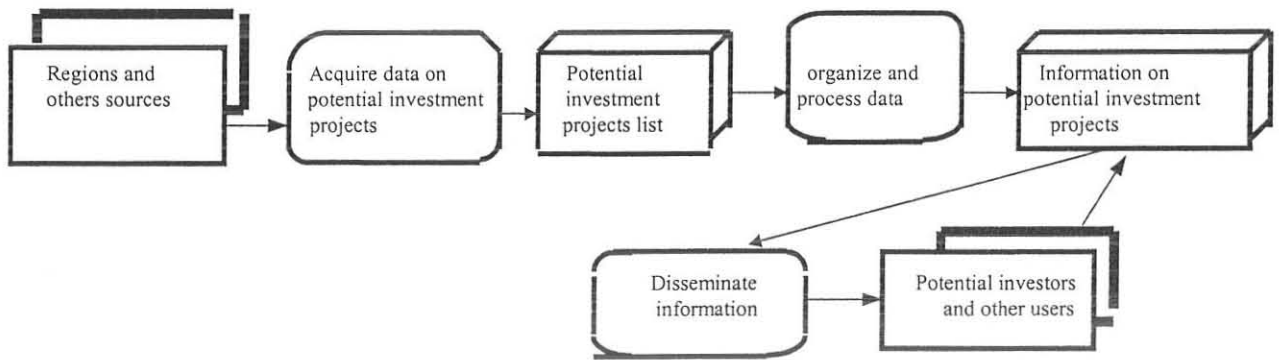 Regions and
others sources
Acquire data on
potential investment
projects
Potential
investment
projects list
organize and
process data
Information on
potential investment
projects
Disseminate
information
Potential investors
and other users